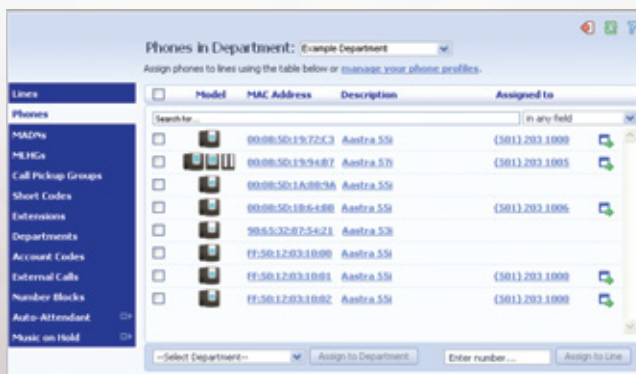 Phones in Department: Example Department
Assign phones to lines using the table below or manage your phone profiles.
Lines
Phones
MADNs
MLHGs
Call Pickup Groups
Short Codes
Extensions
Departments
Account Codes
External Calls
Number Blocks
Auto-Attendant
Music on Hold
Model MAC Address Description Assigned to
Search for... in any field
00:08:5D:19:72:C3 Aastra 55i (501) 203 1000
00:08:5D:19:94:B7 Aastra 57i (501) 203 1005
00:08:5D:1A:08:9A Aastra 55i
00:08:5D:1B:64:80 Aastra 55i (501) 203 1006
90:65:32:07:54:21 Aastra 53i
FF:50:12:03:10:00 Aastra 55i
FF:50:12:03:10:01 Aastra 55i (501) 203 1000
FF:50:12:03:10:02 Aastra 55i (501) 203 1000
--Select Department-- Assign to Department Enter number... Assign to Line